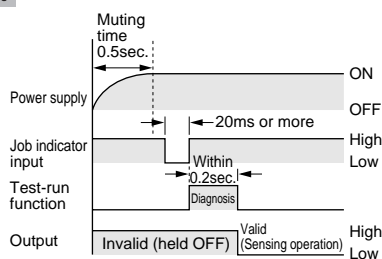 Muting
time
0.5sec.
ON
Power supply
OFF
20ms or more
High
Job indicator
input
Low
Within
0.2sec.
Test-run
function
Diagnosis
Valid
High
Output
Invalid (held OFF)
(Sensing operation)
Low